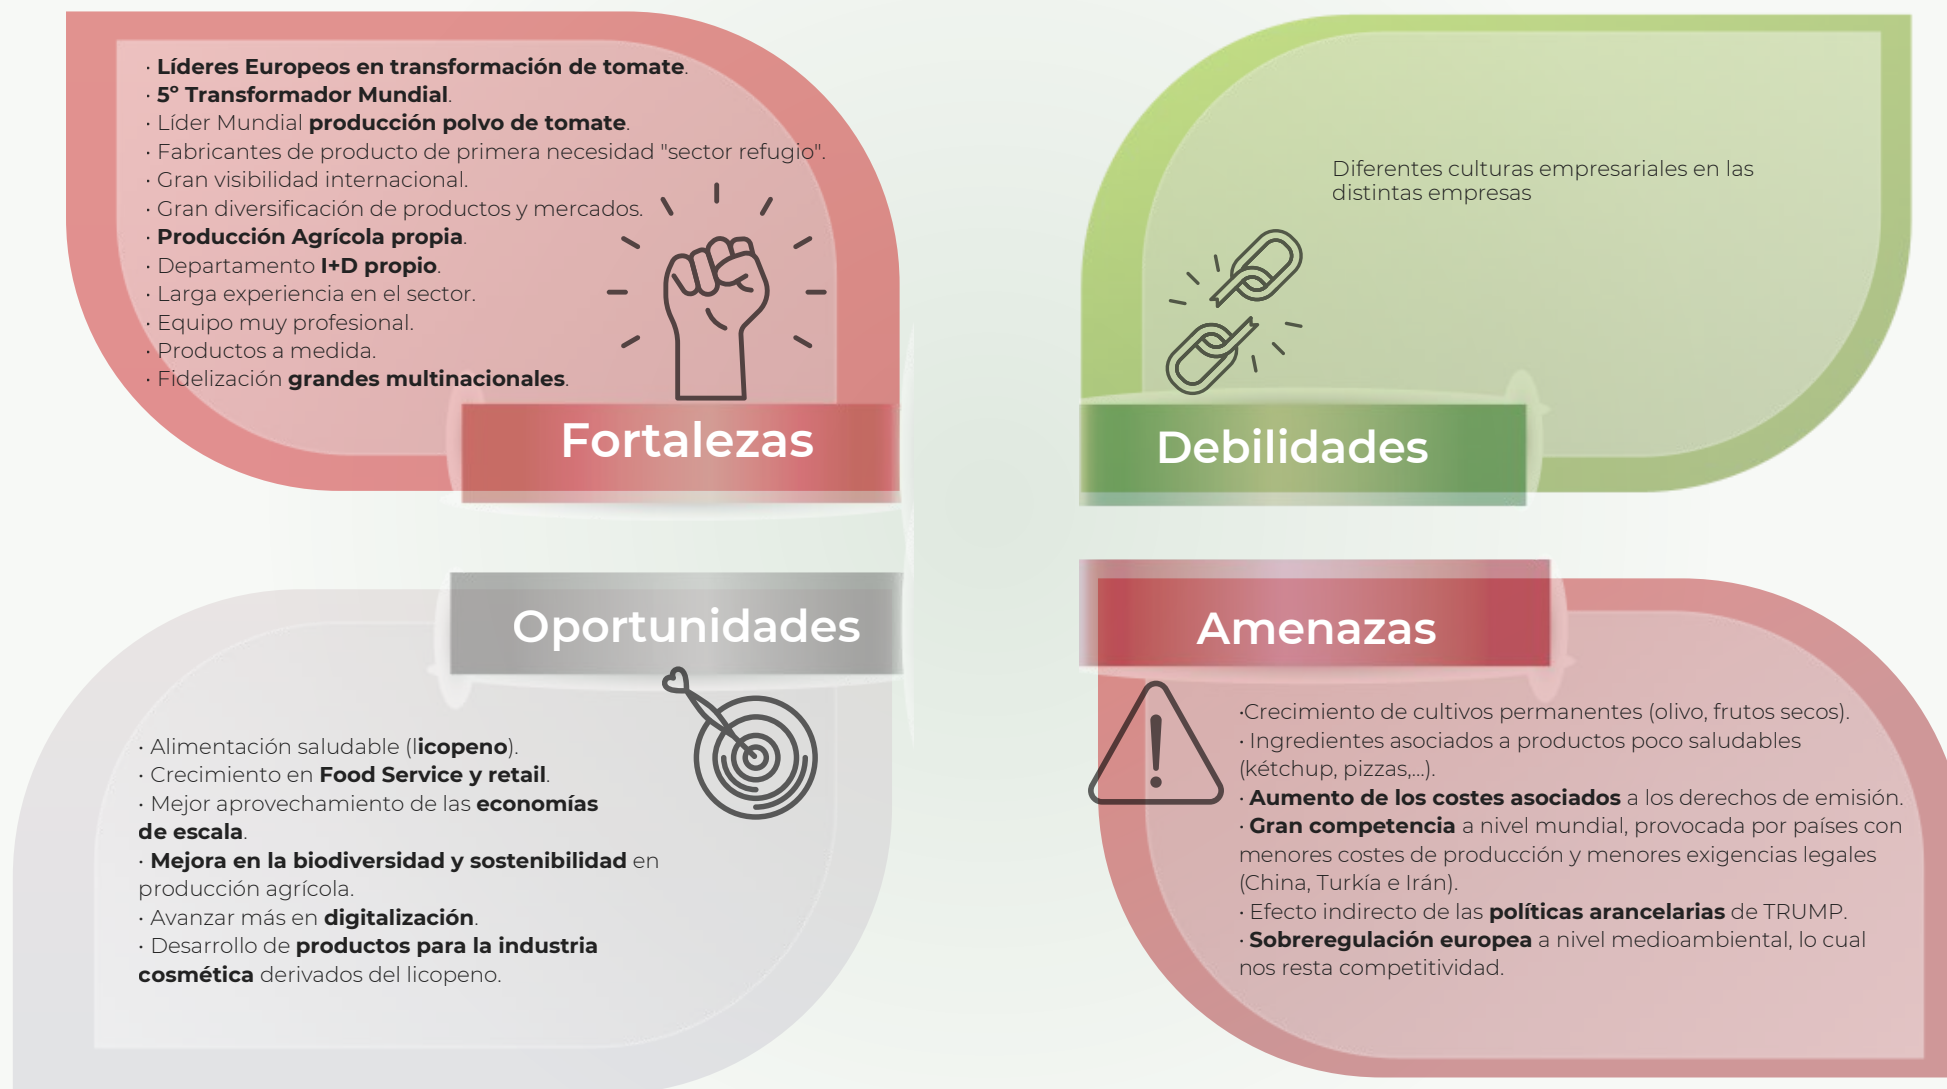 · Líderes Europeos en transformación de tomate.
· 5º Transformador Mundial.
· Líder Mundial producción polvo de tomate.
· Fabricantes de producto de primera necesidad "sector refugio".
· Gran visibilidad internacional.
· Gran diversificación de productos y mercados.
· Producción Agrícola propia.
· Departamento I+D propio.
· Larga experiencia en el sector.
· Equipo muy profesional.
· Productos a medida.
· Fidelización grandes multinacionales.
Fortalezas
Diferentes culturas empresariales en las
distintas empresas
Debilidades
Oportunidades
· Alimentación saludable (licopeno).
· Crecimiento en Food Service y retail.
· Mejor aprovechamiento de las economías
de escala.
· Mejora en la biodiversidad y sostenibilidad en
producción agrícola.
· Avanzar más en digitalización.
· Desarrollo de productos para la industria
cosmética derivados del licopeno.
Amenazas
·Crecimiento de cultivos permanentes (olivo, frutos secos).
· Ingredientes asociados a productos poco saludables
(kétchup, pizzas,...).
· Aumento de los costes asociados a los derechos de emisión.
· Gran competencia a nivel mundial, provocada por países con
menores costes de producción y menores exigencias legales
(China, Turkía e Irán).
· Efecto indirecto de las políticas arancelarias de TRUMP.
· Sobreregulación europea a nivel medioambiental, lo cual
nos resta competitividad.